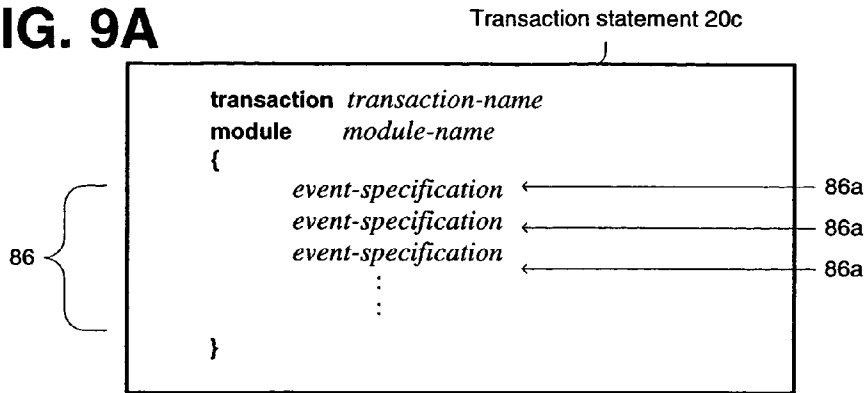 IG. 9A
Transaction statement 20c
transaction transaction-name
module module-name
{
event-specification 86a
event-specification 86a
event-specification 86a
86
}